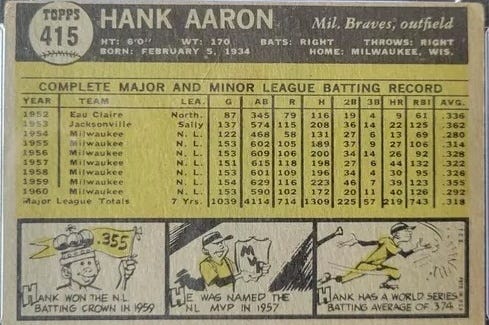 TOPPS
415
HANK AARON
Mil. Braves, outfield
HT: 6'0" WT: 170 BATS: RIGHT THROWS: RIGHT
BORN: FEBRUARY 5, 1934 HOME: MILWAUKEE, WIS.
COMPLETE MAJOR AND MINOR LEAGUE BATTING RECORD
YEAR TEAM LEA. G AB R H 2B 3B HR RBI AVG.
1952 Eau Claire North. 87 345 79 116 19 4 9 61 .336
1953 Jacksonville Sally 137 574 115 208 36 14 22 125 .362
1954 Milwaukee N. L. 122 468 58 131 27 6 13 69 .280
1955 Milwaukee N. L. 153 602 105 189 37 9 27 106 .314
1956 Milwaukee N. L. 153 609 106 200 34 14 26 92 .328
1957 Milwaukee N. L. 151 615 118 198 27 6 44 132 .322
1958 Milwaukee N. L. 153 601 109 196 34 4 30 95 .326
1959 Milwaukee N. L. 154 629 116 223 46 7 39 123 .355
1960 Milwaukee N. L. 153 590 102 172 20 11 40 126 .292
Major League Totals 7 Yrs. 1039 4114 714 1309 225 57 219 743 .318
.355
HANK WON THE N.L.
BATTING CROWN IN 1959
HE WAS NAMED THE
NL MVP IN 1957
HANK HAS A WORLD SERIES
BATTING AVERAGE OF .374